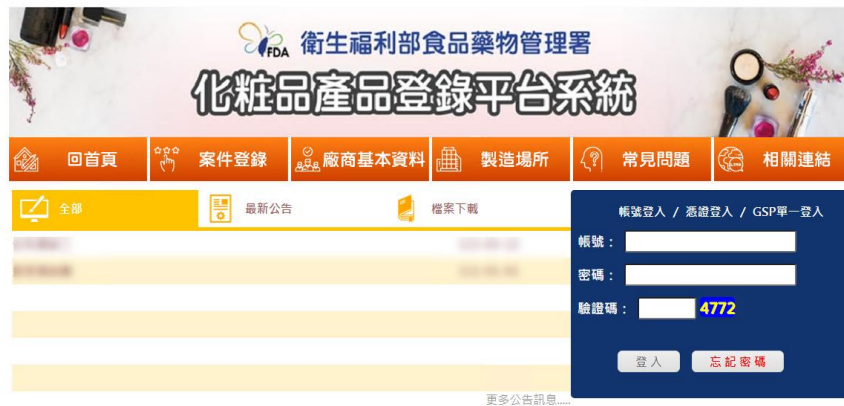 FDA 衛生福利部食品藥物管理署
化粧品產品登錄平台系統
回首頁 案件登錄 廠商基本資料 製造場所 常見問題 相關連結
全部 最新公告 檔案下載
帳號登入 / 憑證登入 / GSP單一登入
帳號：
密碼：
驗證碼： 4772
登入 忘記密碼
更多公告訊息.....